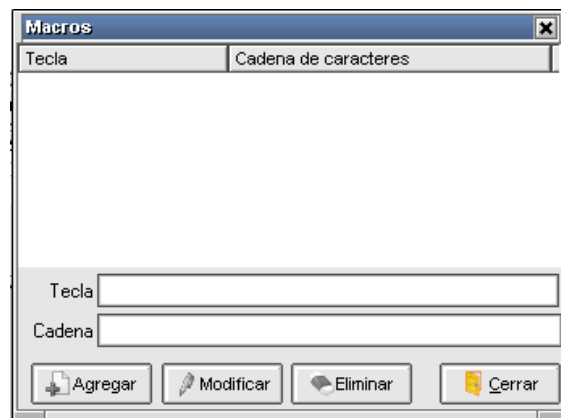 Macros
Tecla Cadena de caracteres
Tecla
Cadena
Agregar Modificar Eliminar Cerrar